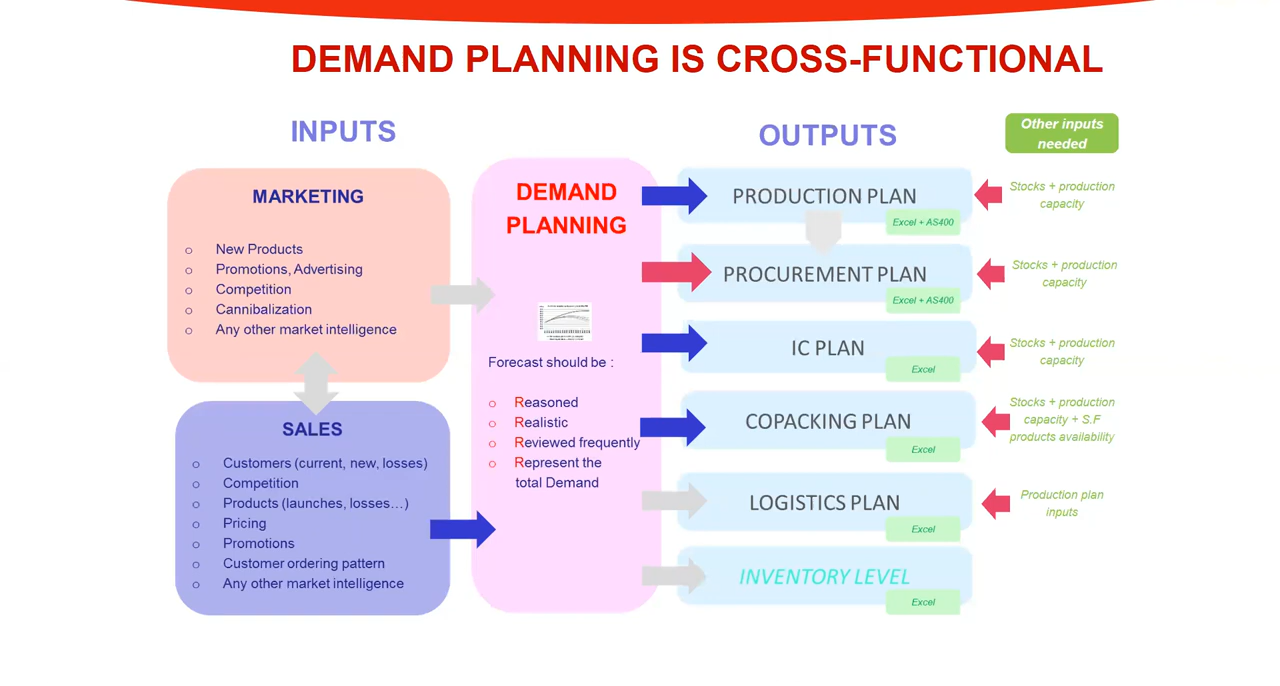 DEMAND PLANNING IS CROSS-FUNCTIONAL
INPUTS
MARKETING
o New Products
o Promotions, Advertising
o Competition
o Cannibalization
o Any other market intelligence
SALES
o Customers (current, new, losses)
o Competition
o Products (launches, losses…)
o Pricing
o Promotions
o Customer ordering pattern
o Any other market intelligence
DEMAND
PLANNING
Forecast should be :
o Reasoned
o Realistic
o Reviewed frequently
o Represent the
total Demand
OUTPUTS
PRODUCTION PLAN
Excel + AS400
PROCUREMENT PLAN
Excel + AS400
IC PLAN
Excel
COPACKING PLAN
Excel
LOGISTICS PLAN
Excel
INVENTORY LEVEL
Excel
Other inputs
needed
Stocks + production
capacity
Stocks + production
capacity
Stocks + production
capacity
Stocks + production
capacity + S.F
products availability
Production plan
inputs